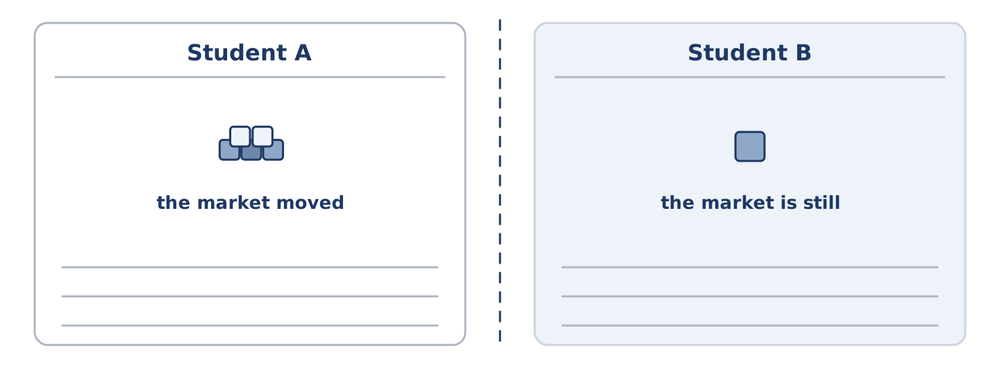 Student A
the market moved
Student B
the market is still